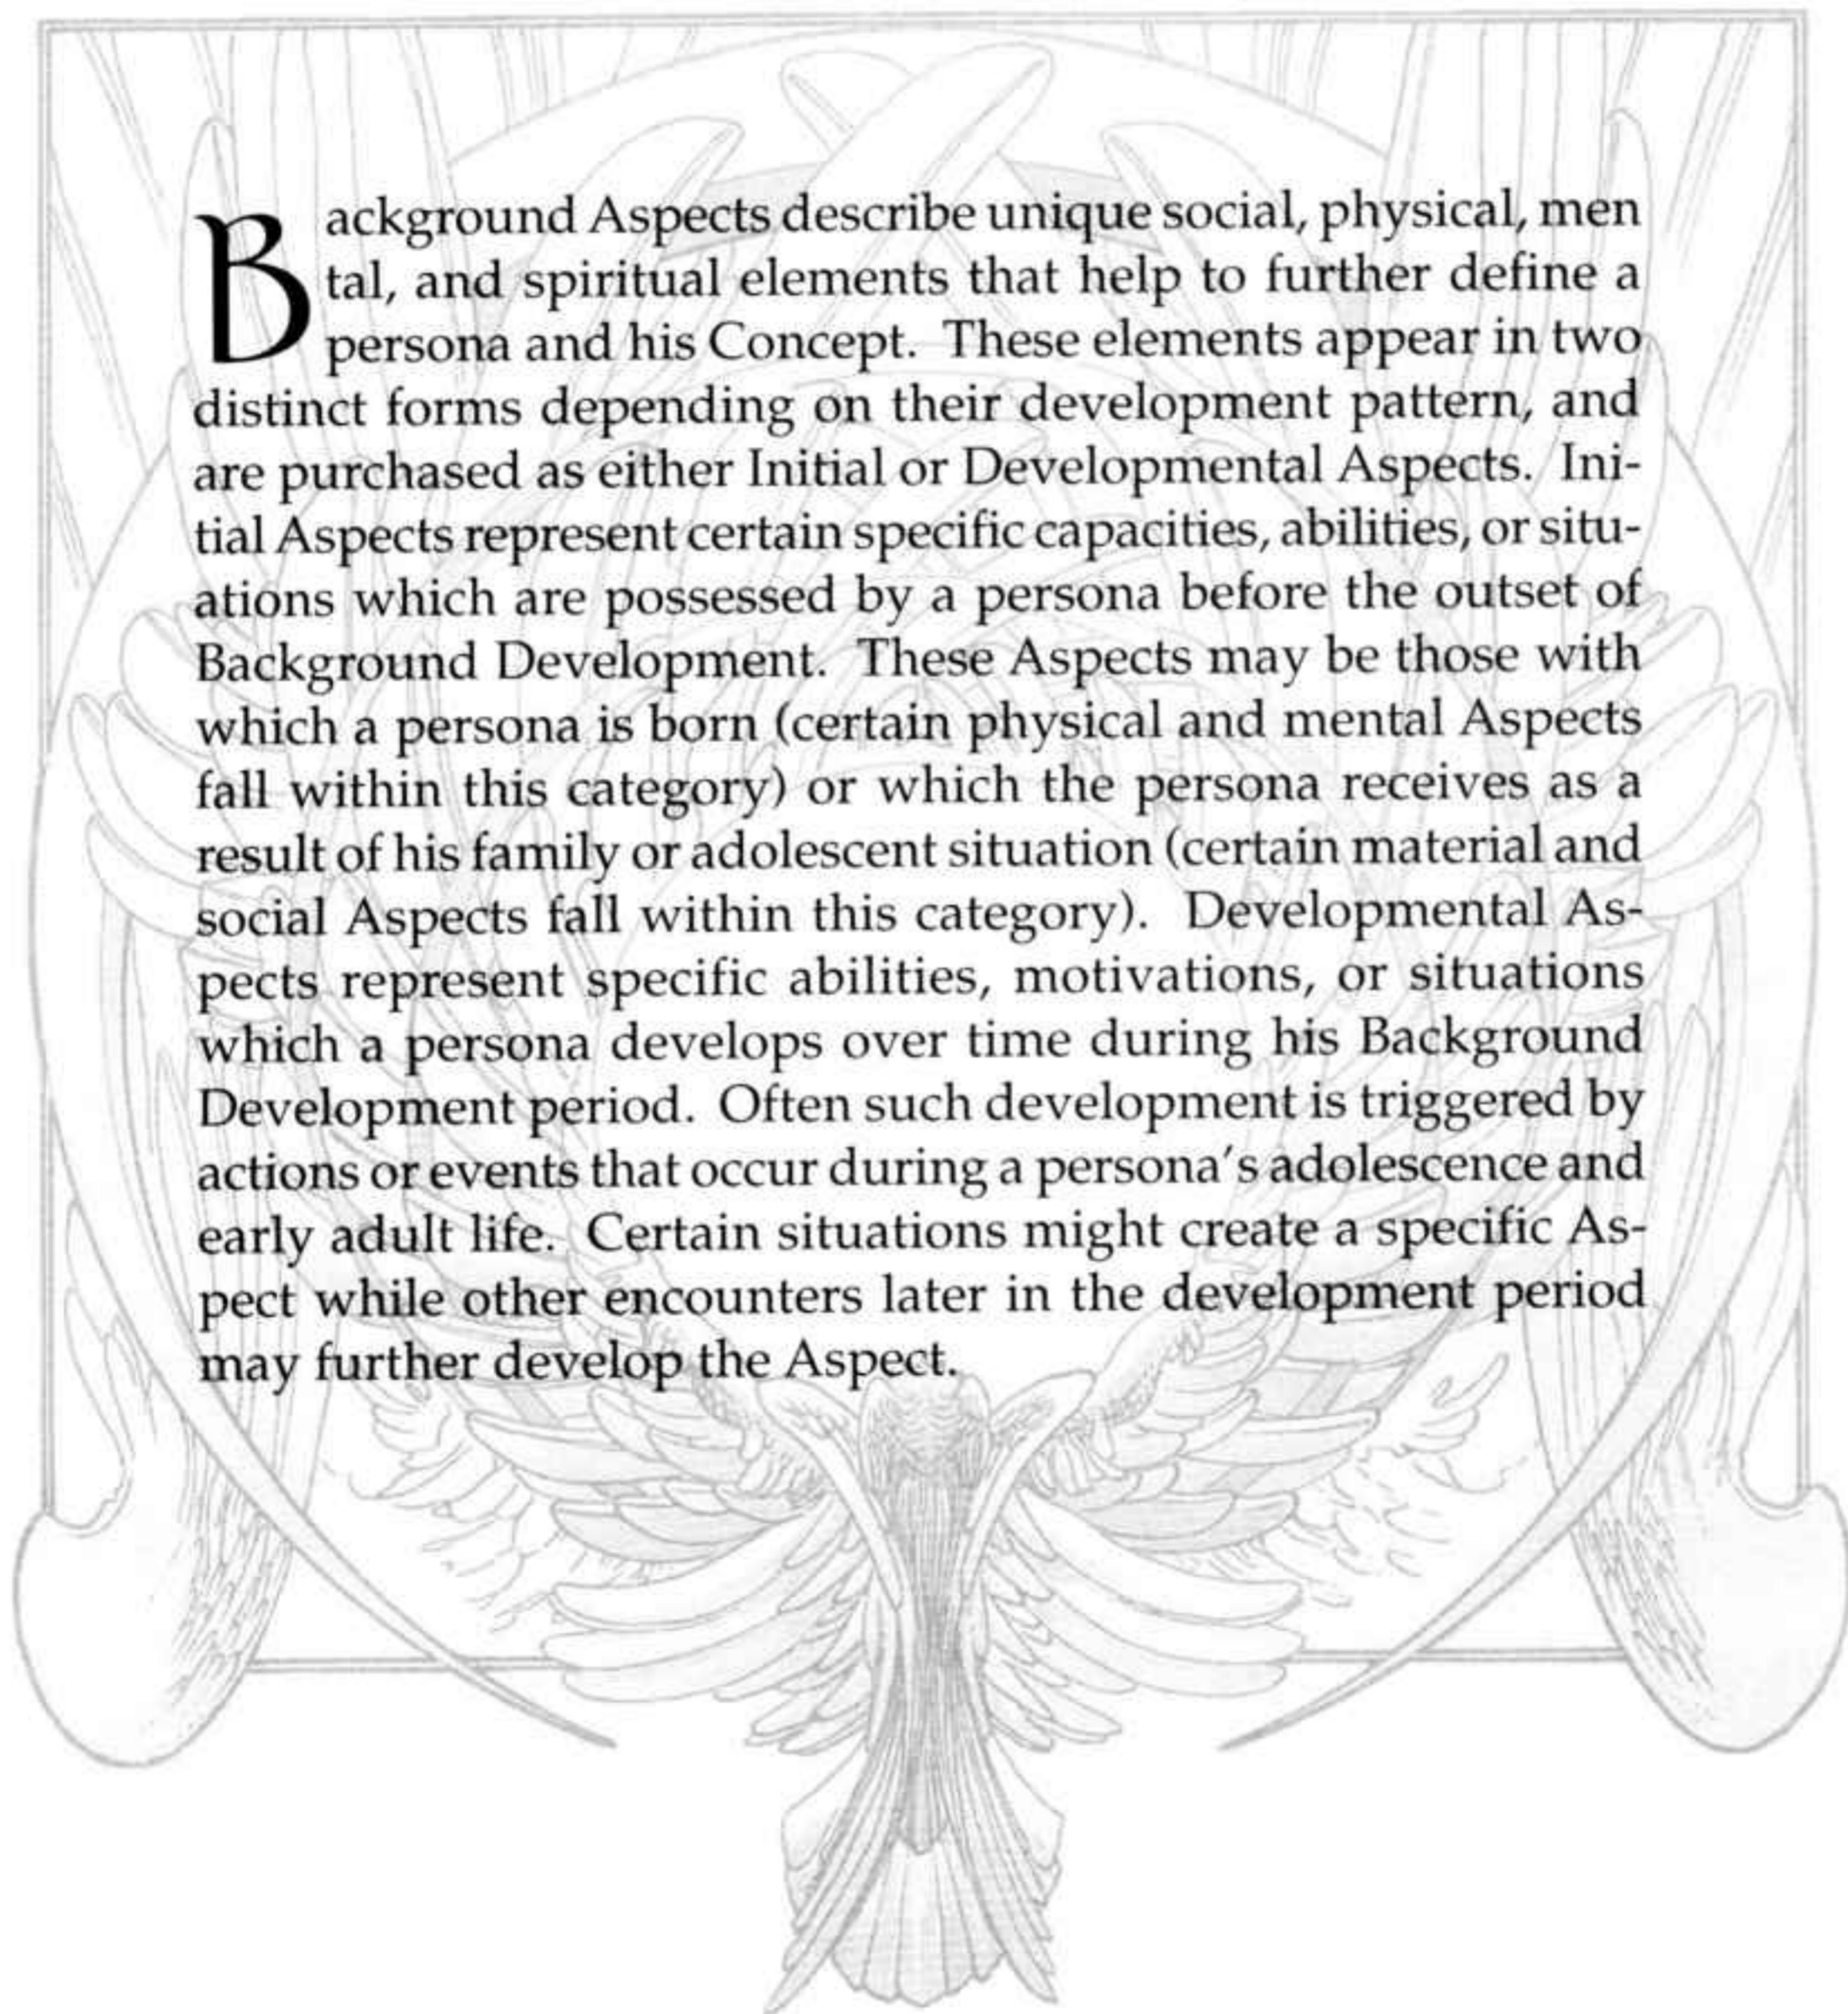 Background Aspects describe unique social, physical, men
tal, and spiritual elements that help to further define a
persona and his Concept. These elements appear in two
distinct forms depending on their development pattern, and
are purchased as either Initial or Developmental Aspects. Ini-
tial Aspects represent certain specific capacities, abilities, or situ-
ations which are possessed by a persona before the outset of
Background Development. These Aspects may be those with
which a persona is born (certain physical and mental Aspects
fall within this category) or which the persona receives as a
result of his family or adolescent situation (certain material and
social Aspects fall within this category). Developmental As-
pects represent specific abilities, motivations, or situations
which a persona develops over time during his Background
Development period. Often such development is triggered by
actions or events that occur during a persona's adolescence and
early adult life. Certain situations might create a specific As-
pect while other encounters later in the development period
may further develop the Aspect.